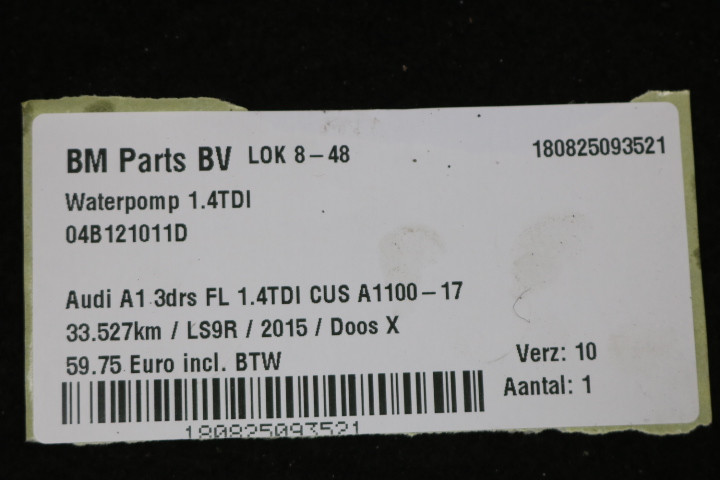 BM Parts BV LOK 8-48 180825093521
Waterpomp 1.4TDI
04B121011D
Audi A1 3drs FL 1.4TDI CUS A1100-17
33.527km / LS9R / 2015 / Doos X
59.75 Euro incl. BTW Verz: 10
Aantal: 1
180825093521